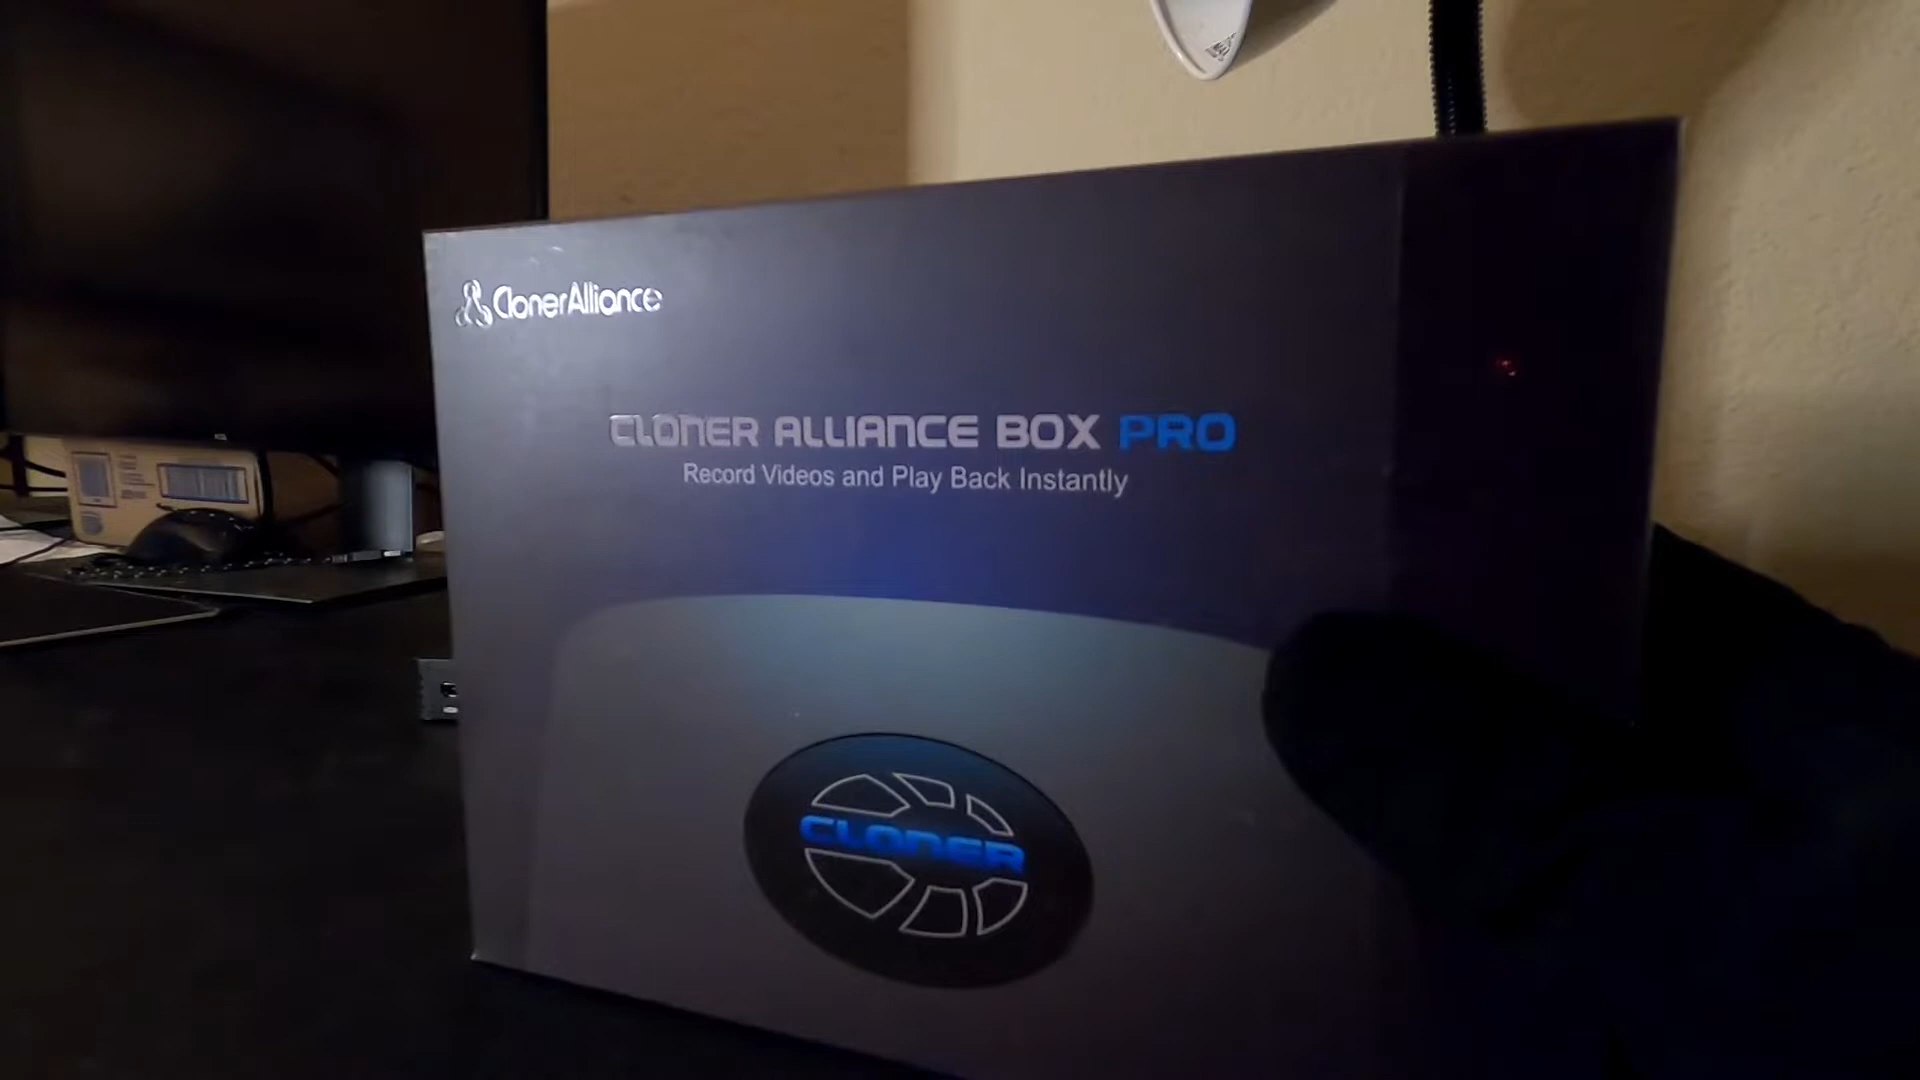 ClonerAlliance
CLONER ALLIANCE BOX PRO
Record Videos and Play Back Instantly
CLONER